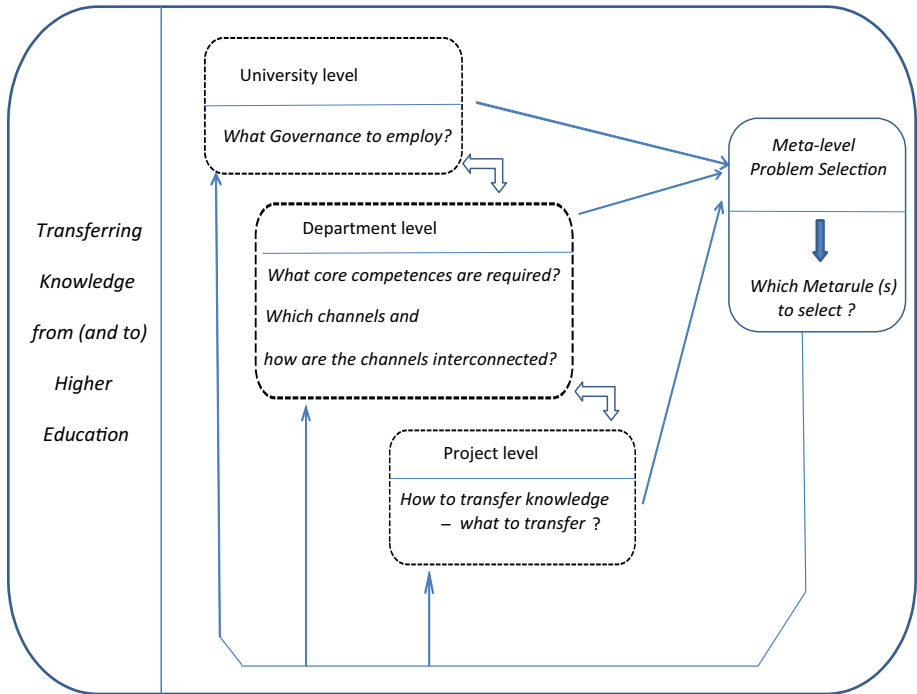 Transferring
Knowledge
from (and to)
Higher
Education
University level
What Governance to employ?
Department level
What core competences are required?
Which channels and
how are the channels interconnected?
Project level
How to transfer knowledge
– what to transfer ?
Meta-level
Problem Selection
Which Metarule (s)
to select ?